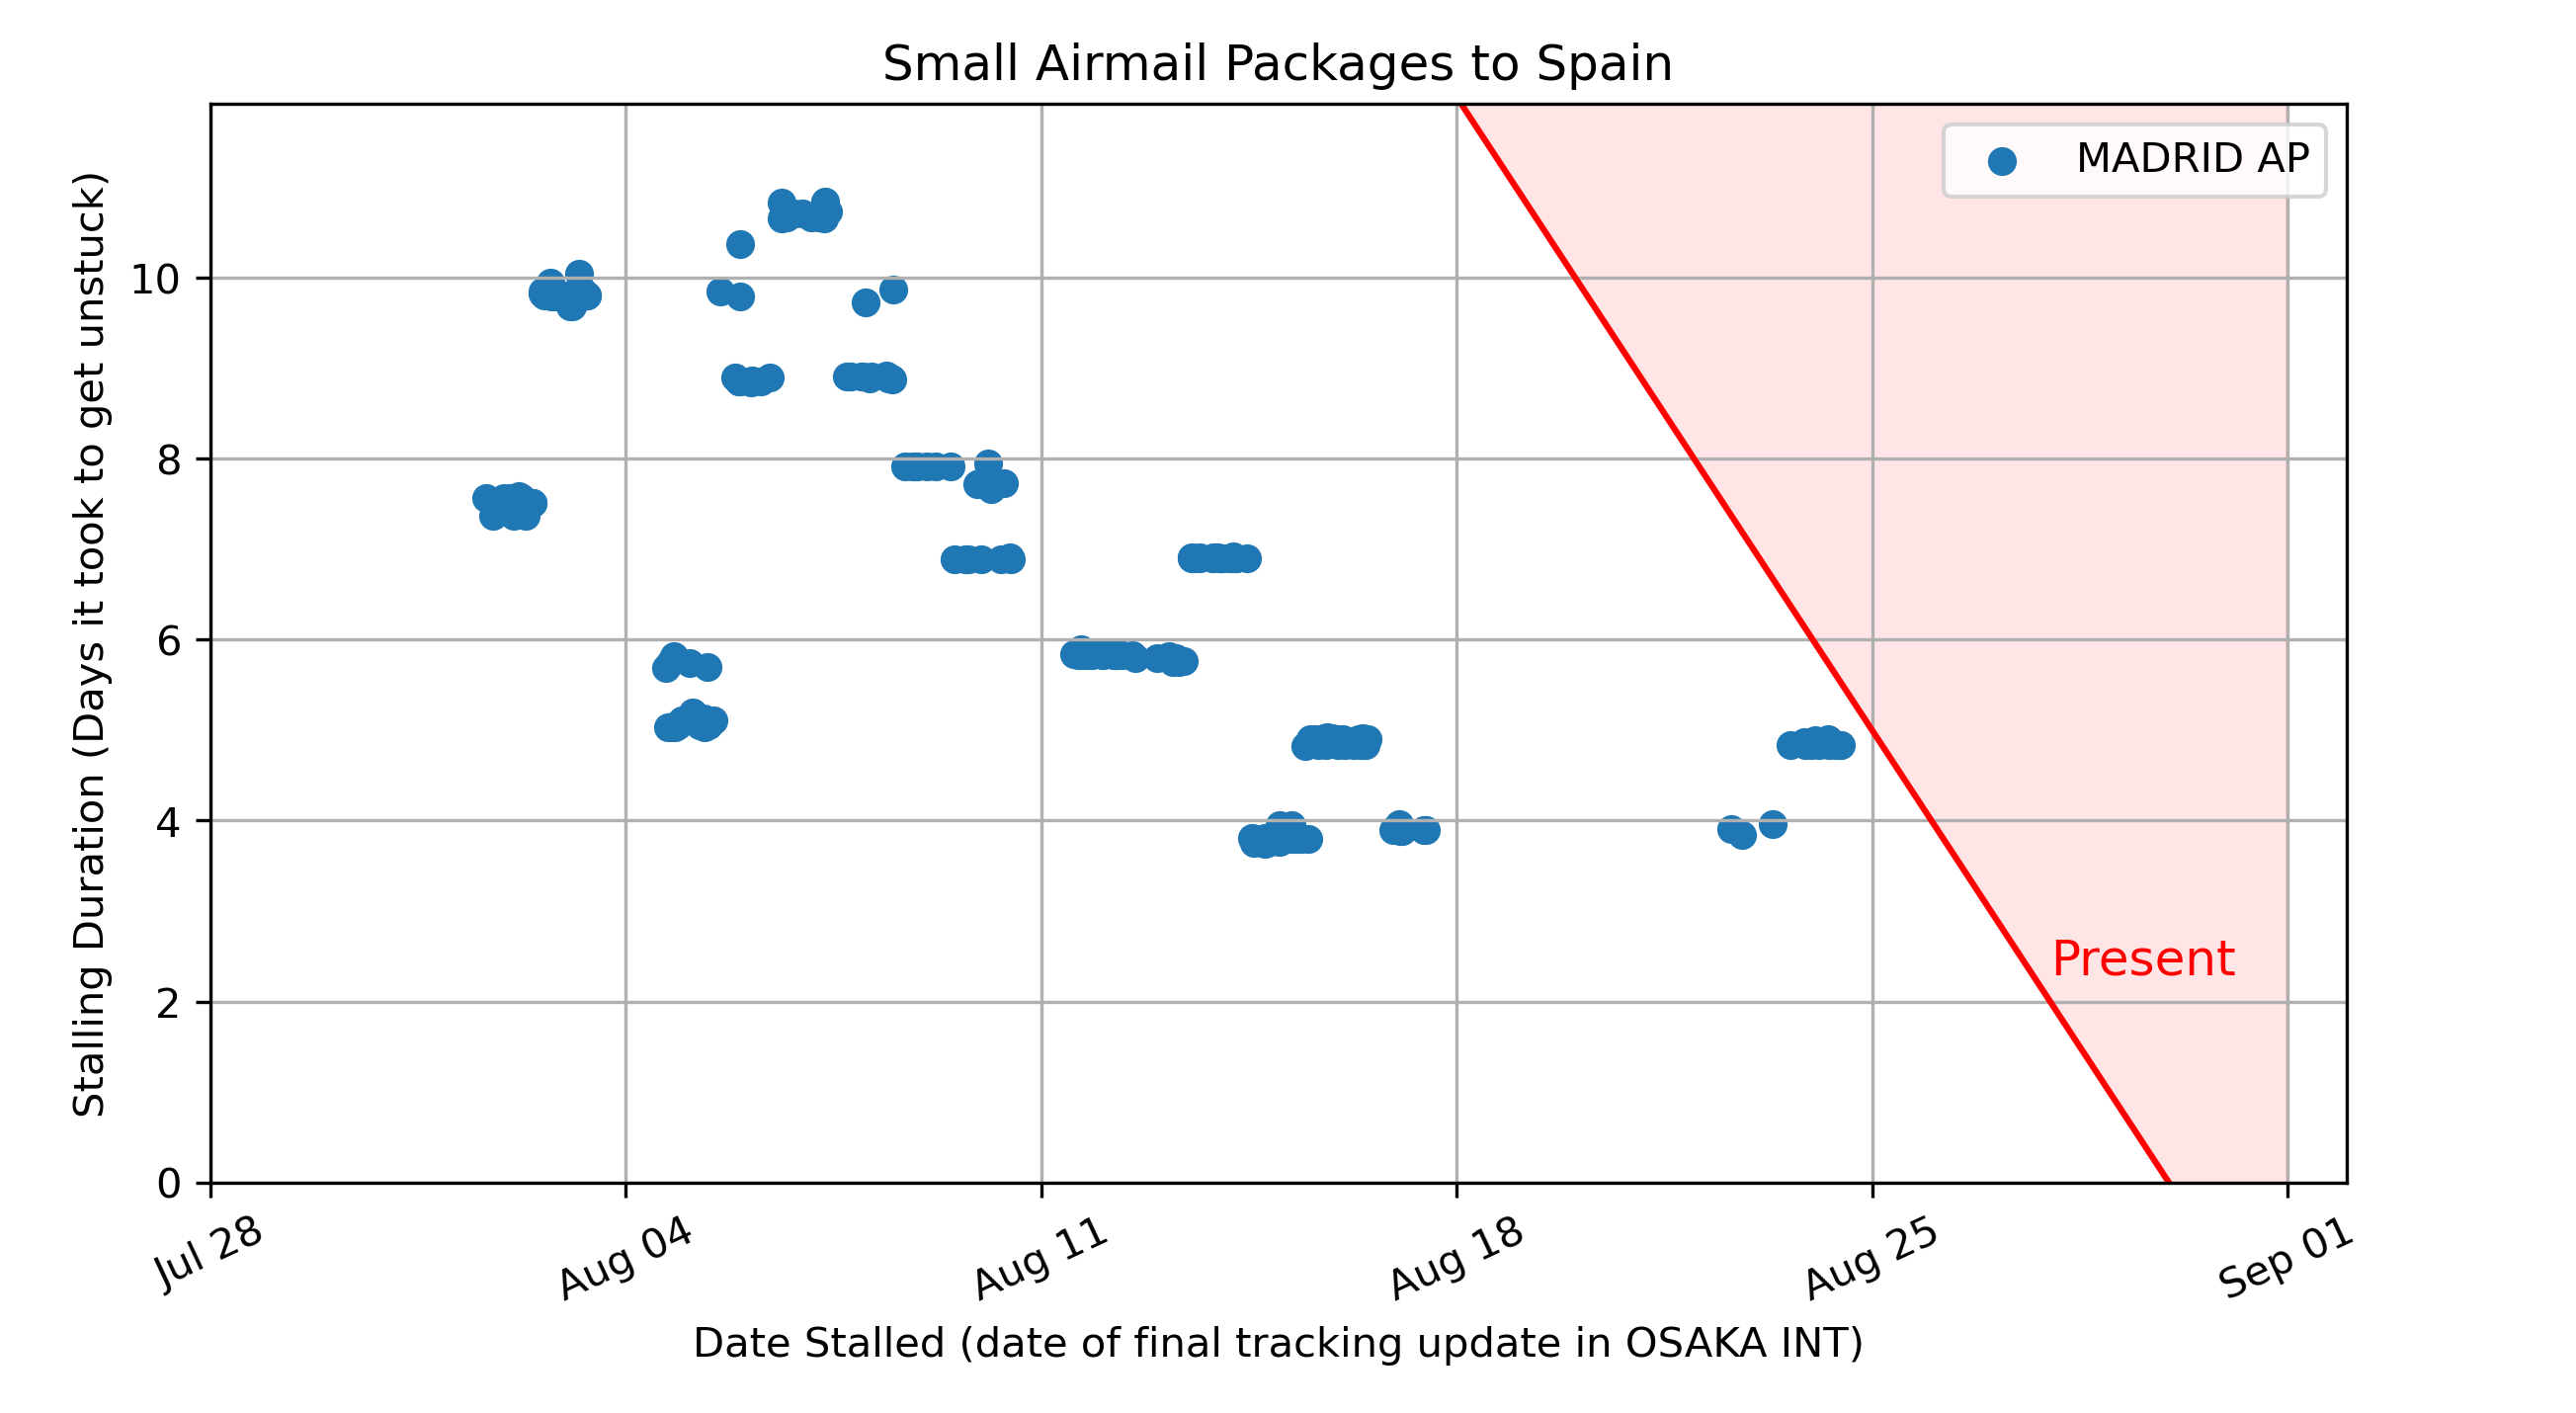 Small Airmail Packages to Spain
MADRID AP
Stalling Duration (Days it took to get unstuck)
10
8
6
4
2
0
Present
Jul 28
Aug 04
Aug 11
Aug 18
Aug 25
Sep 01
Date Stalled (date of final tracking update in OSAKA INT)